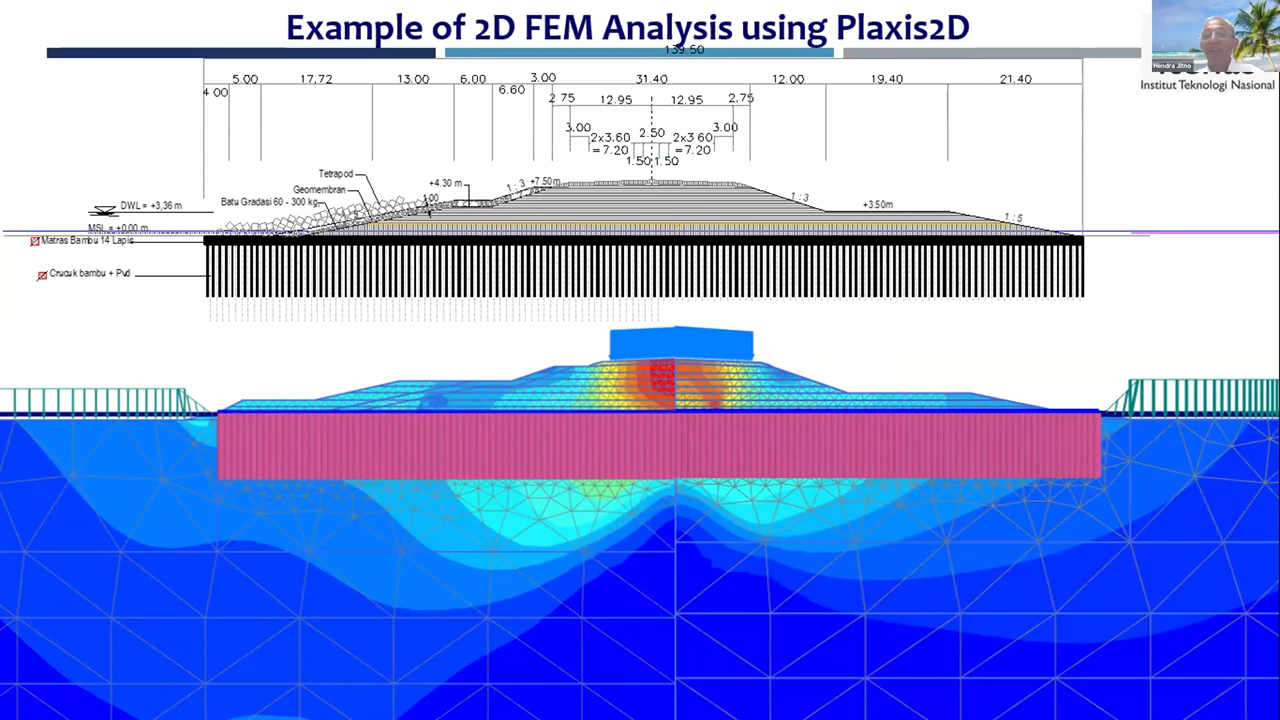 Example of 2D FEM Analysis using Plaxis2D
Hendra Jitno
Institut Teknologi Nasional
139.50
5.00 17.72 13.00 6.00 3.00 31.40 12.00 19.40 21.40
4 00
6.60
2 75 12.95 12.95 2.75
3.00 2x3.60 2.50 2x3 60 3.00
=7.20 =7.20
1.50 1.50
Tetrapod
Geomembran
Batu Gradasi 60 - 300 kg
+4.30 m
1 : 3
+7.50m
1.00
1 : 3
+3.50m
1 : 5
DWL = +3,36 m
MSL = +0.00 m
Matras Bambu 14 Lapis
Crucuk bambu + Pvd